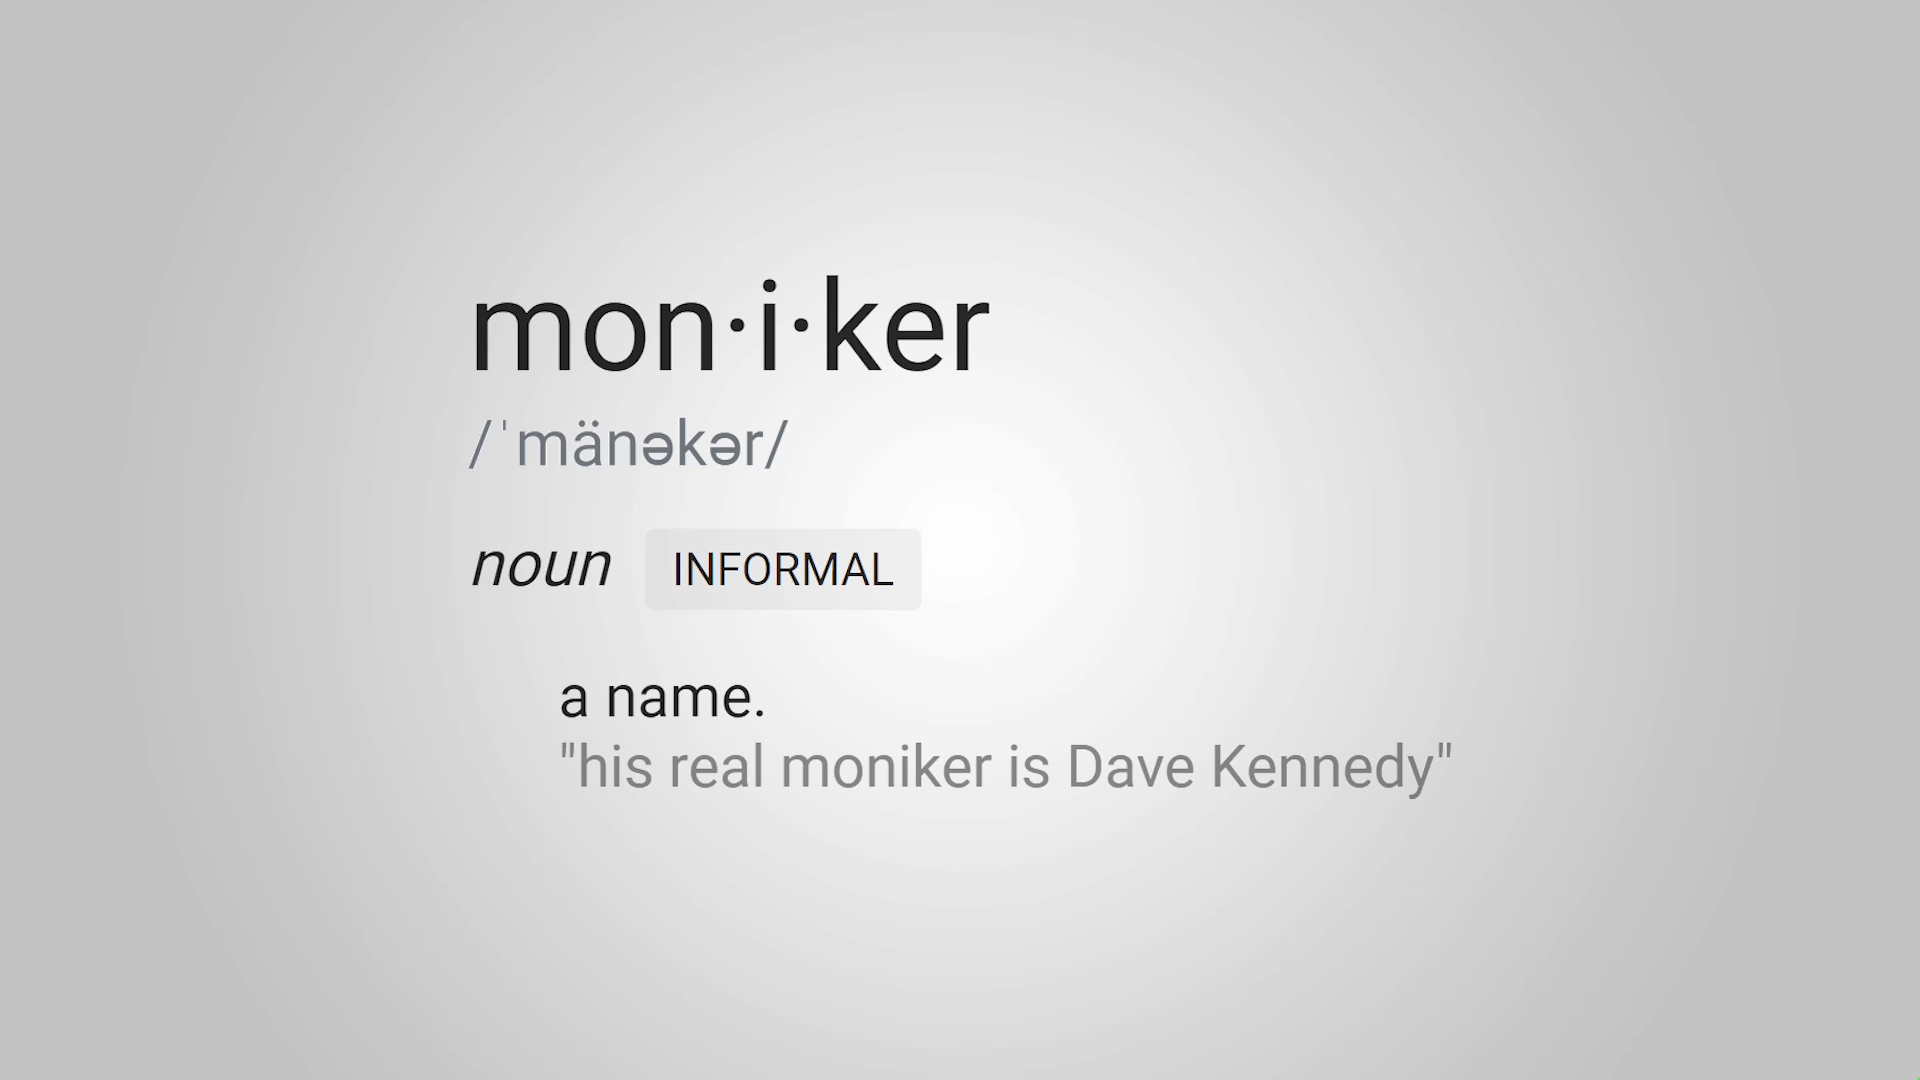 mon·i·ker
/ˈmänəkər/
noun INFORMAL
a name.
"his real moniker is Dave Kennedy"